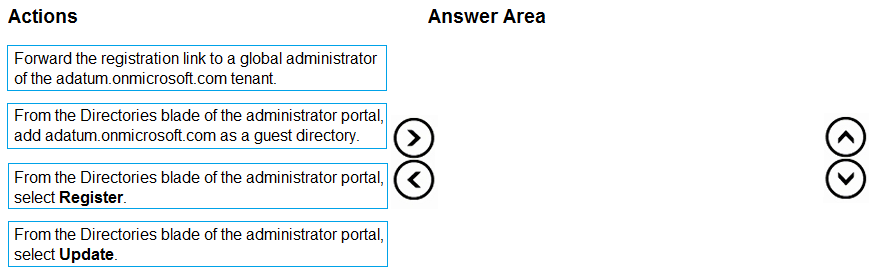 Actions
Answer Area
Forward the registration link to a global administrator
of the adatum.onmicrosoft.com tenant.
From the Directories blade of the administrator portal,
add adatum.onmicrosoft.com as a guest directory.
From the Directories blade of the administrator portal,
select Register.
From the Directories blade of the administrator portal,
select Update.